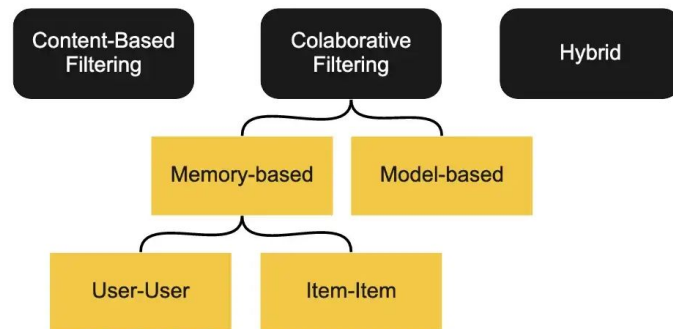 Content-Based
Filtering
Colaborative
Filtering
Hybrid
Memory-based
Model-based
User-User
Item-Item